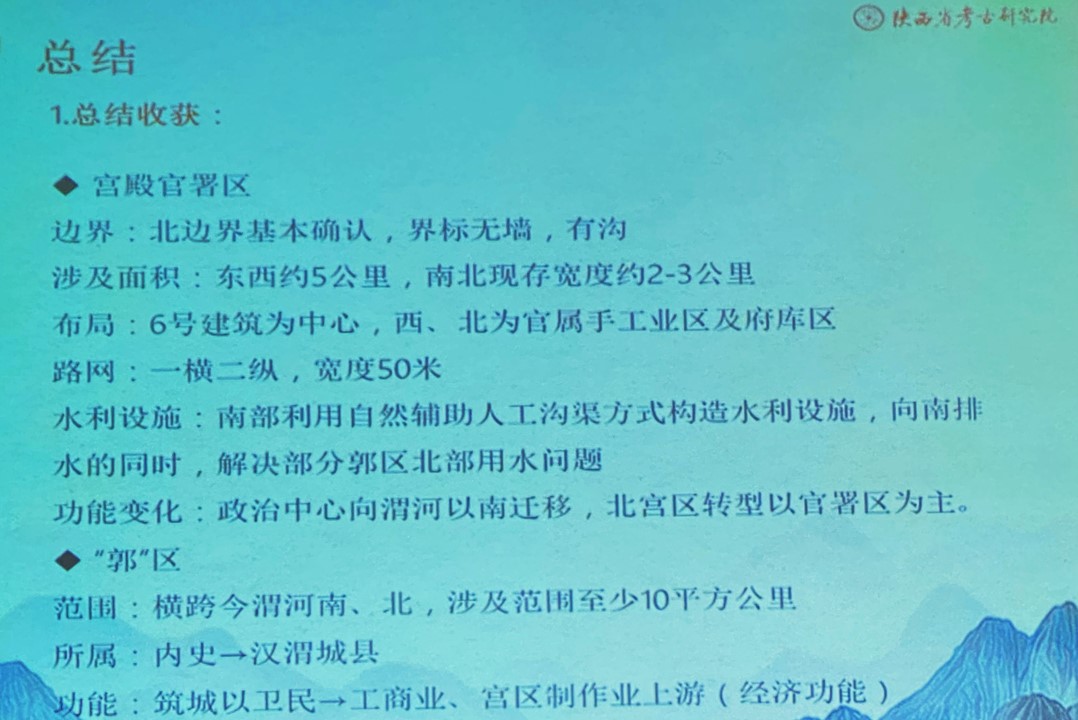 陕西省考古研究院
总结
1.总结收获：
◆ 宫殿官署区
边界：北边界基本确认，界标无墙，有沟
涉及面积：东西约5公里，南北现存宽度约2-3公里
布局：6号建筑为中心，西、北为官属手工业区及府库区
路网：一横二纵，宽度50米
水利设施：南部利用自然辅助人工沟渠方式构造水利设施，向南排
水的同时，解决部分郭区北部用水问题
功能变化：政治中心向渭河以南迁移，北宫区转型以官署区为主。
◆ “郭”区
范围：横跨今渭河南、北，涉及范围至少10平方公里
所属：内史→汉渭城县
功能：筑城以卫民→工商业、宫区制作业上游（经济功能）